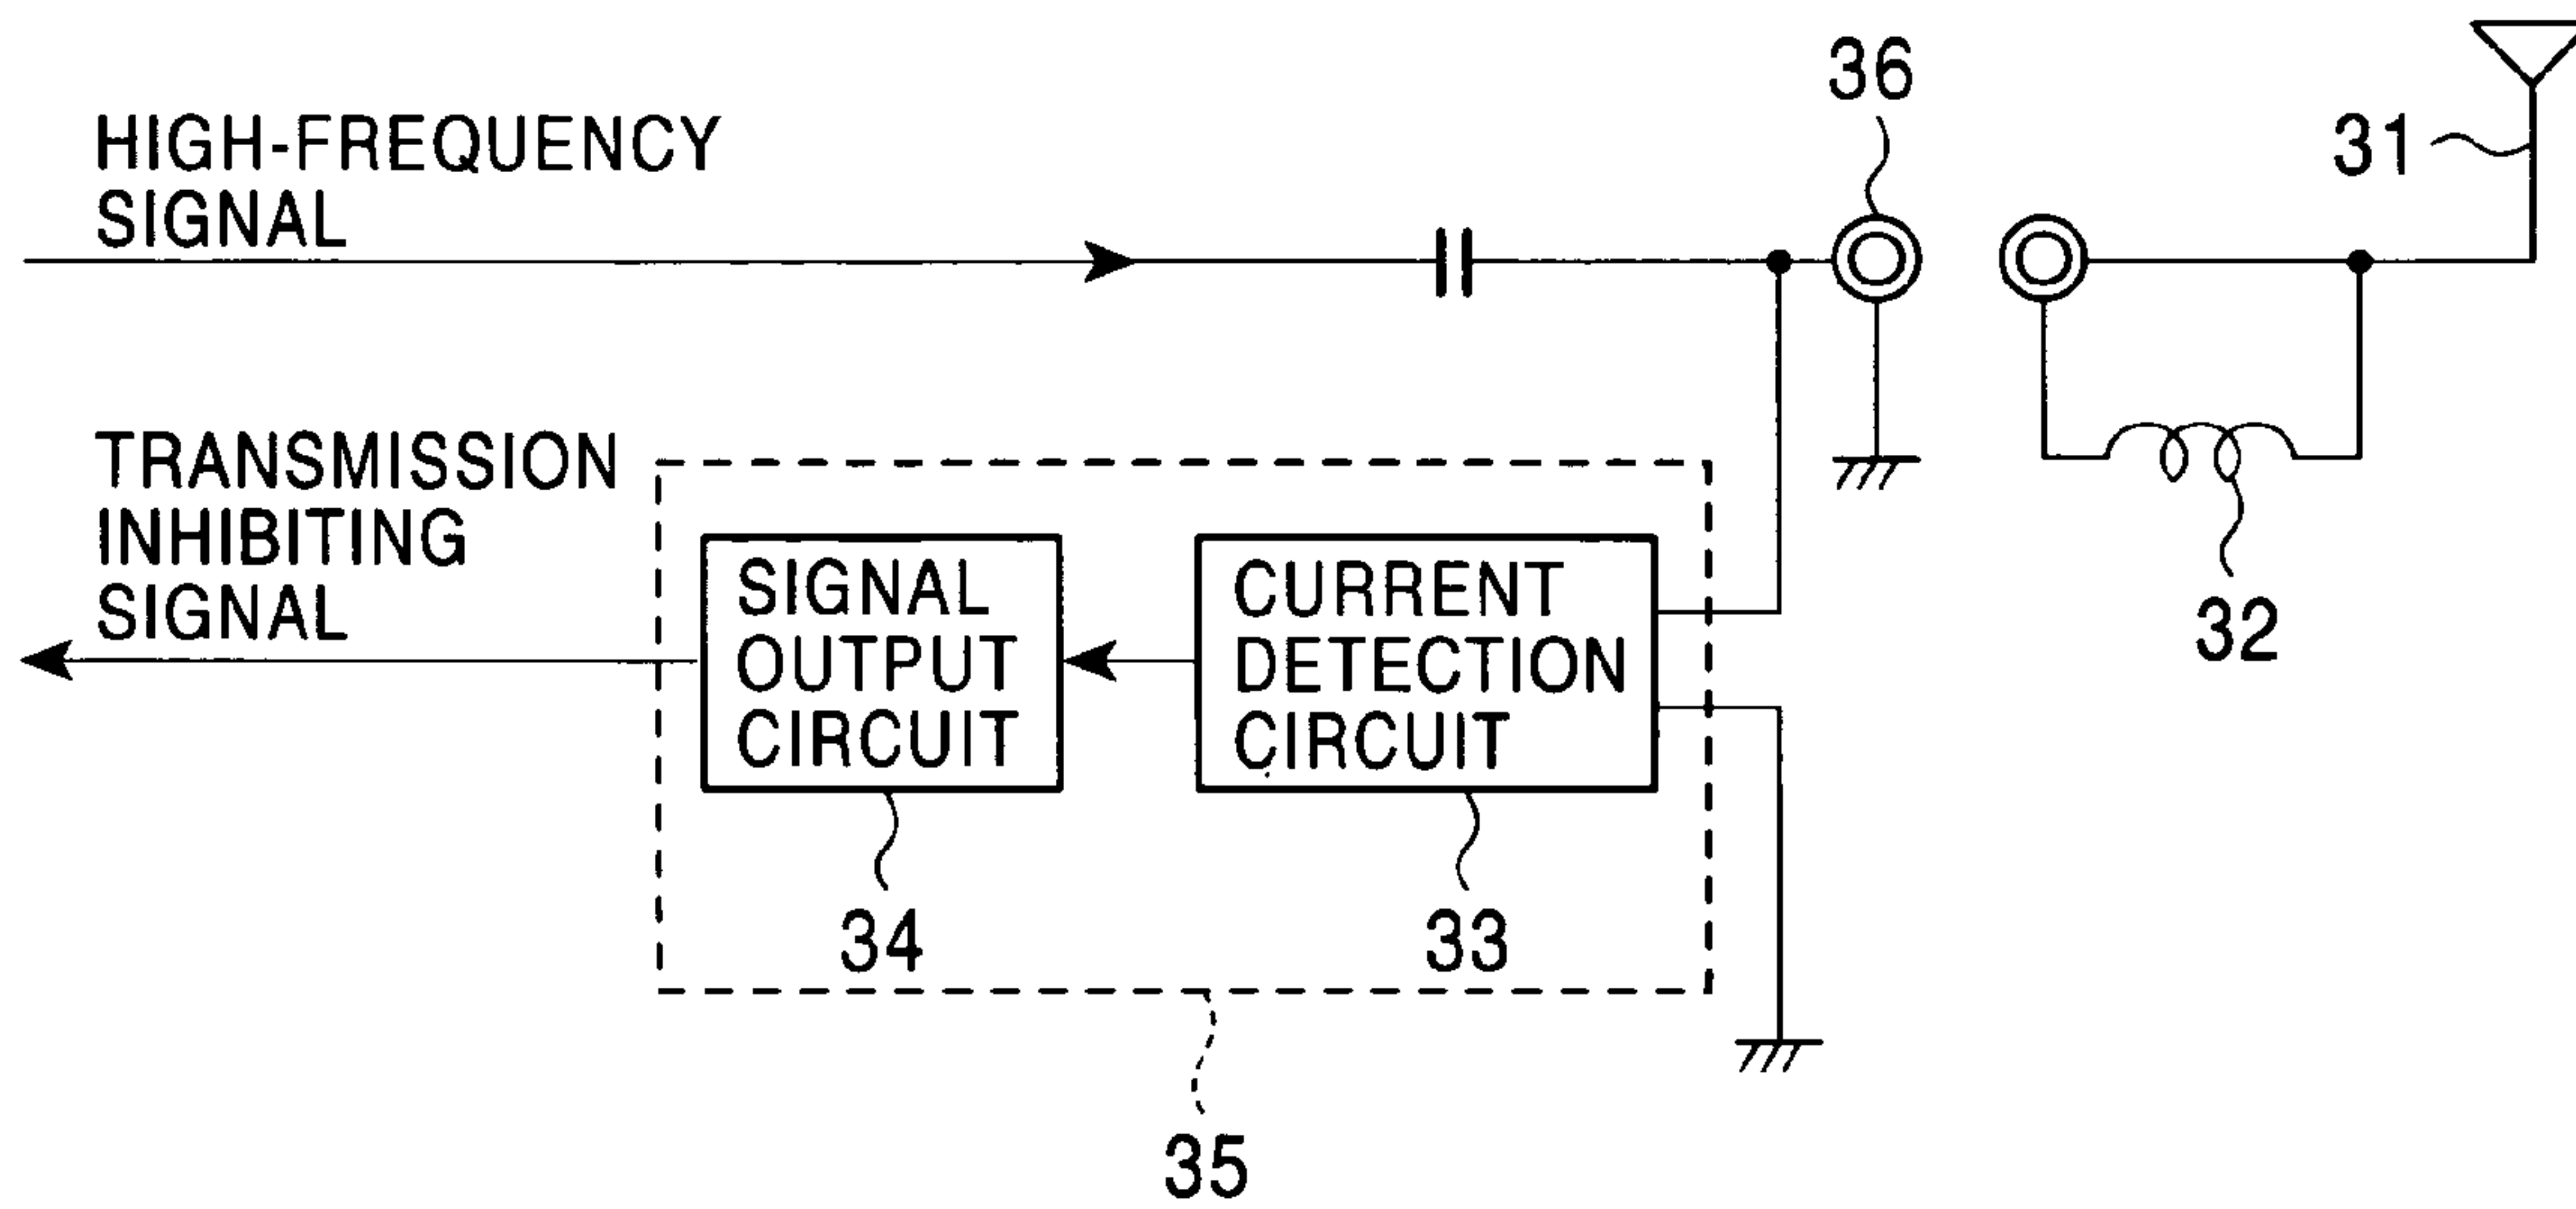 36
31
HIGH-FREQUENCY
SIGNAL
TRANSMISSION
INHIBITING
SIGNAL
SIGNAL
OUTPUT
CIRCUIT
CURRENT
DETECTION
CIRCUIT
32
34
33
35